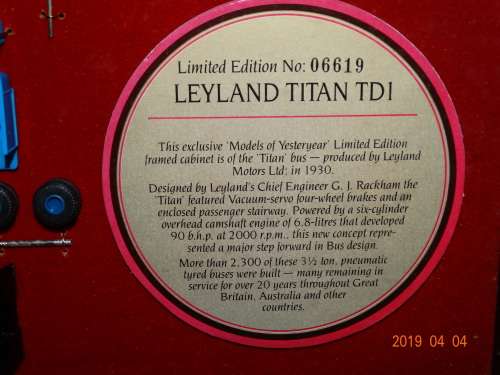 Limited Edition No: 06619
LEYLAND TITAN TD1
This exclusive 'Models of Yesteryear' Limited Edition
framed cabinet is of the 'Titan' bus — produced by Leyland
Motors Ltd: in 1930.
Designed by Leyland's Chief Engineer G. J. Rackham the
'Titan' featured Vacuum-servo four-wheel brakes and an
enclosed passenger stairway. Powered by a six-cylinder
overhead camshaft engine of 6.8-litres that developed
90 b.h.p. at 2000 r.p.m., this new concept repre-
sented a major step forward in Bus design.
More than 2,300 of these 3½ ton, pneumatic
tyred buses were built — many remaining in
service for over 20 years throughout Great
Britain, Australia and other
countries.
2019 04 04